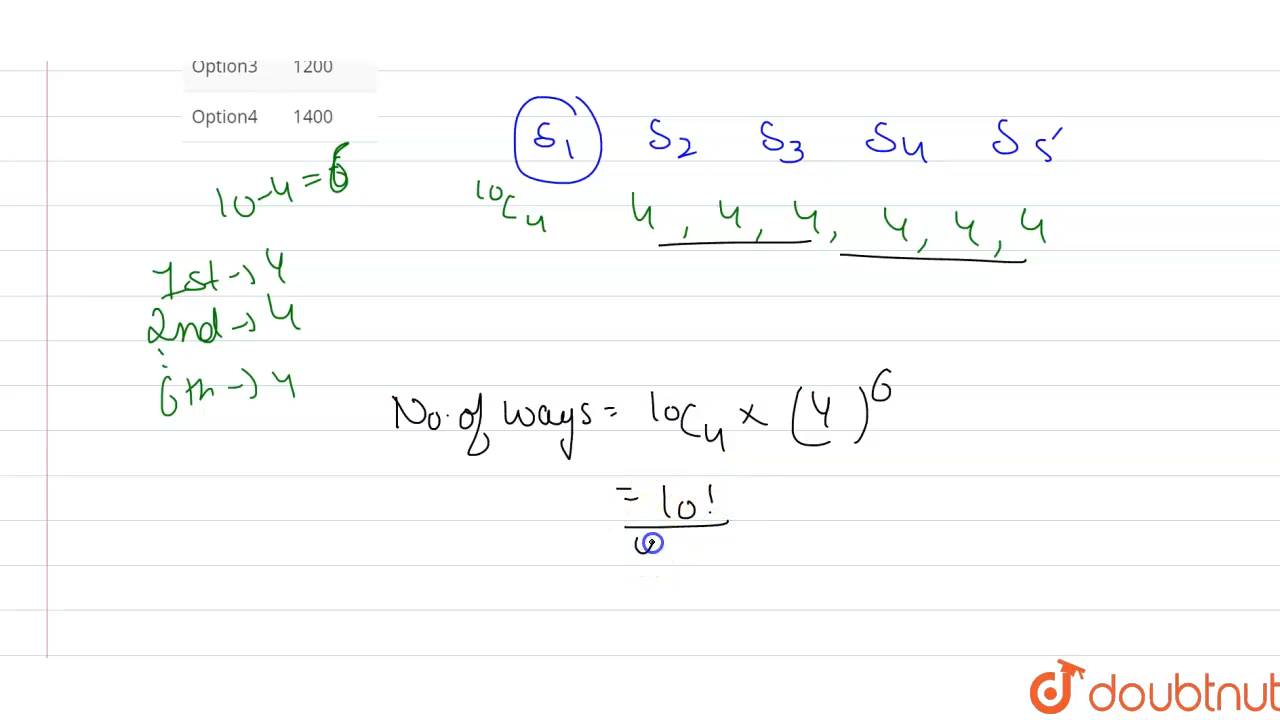 Option3 1200
Option4 1400
S1 S2 S3 S4 S5
10-4=6
10C4 4, 4, 4, 4, 4, 4
1st → 4
2nd → 4
⋮
6th → 4
No. of ways = 10C4 × (4)^6
= 10!
doubtnut